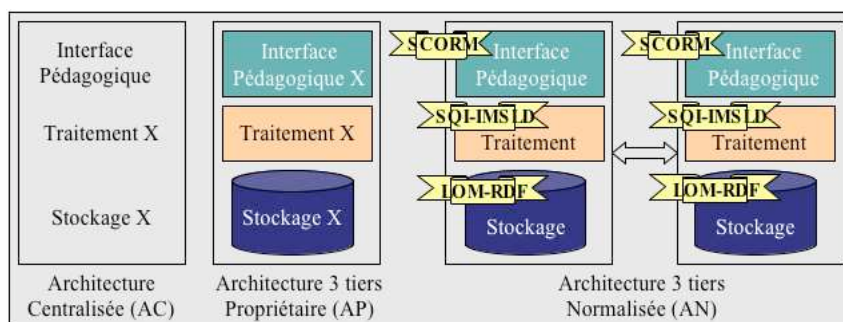 Interface
Pédagogique
Traitement X
Stockage X
Architecture
Centralisée (AC)
Interface
Pédagogique X
Traitement X
Stockage X
Architecture 3 tiers
Propriétaire (AP)
SCORM
Interface
Pédagogique
SQI-IMSLD
Traitement
LOM-RDF
Stockage
SCORM
Interface
Pédagogique
SQI-IMSLD
Traitement
LOM-RDF
Stockage
Architecture 3 tiers
Normalisée (AN)